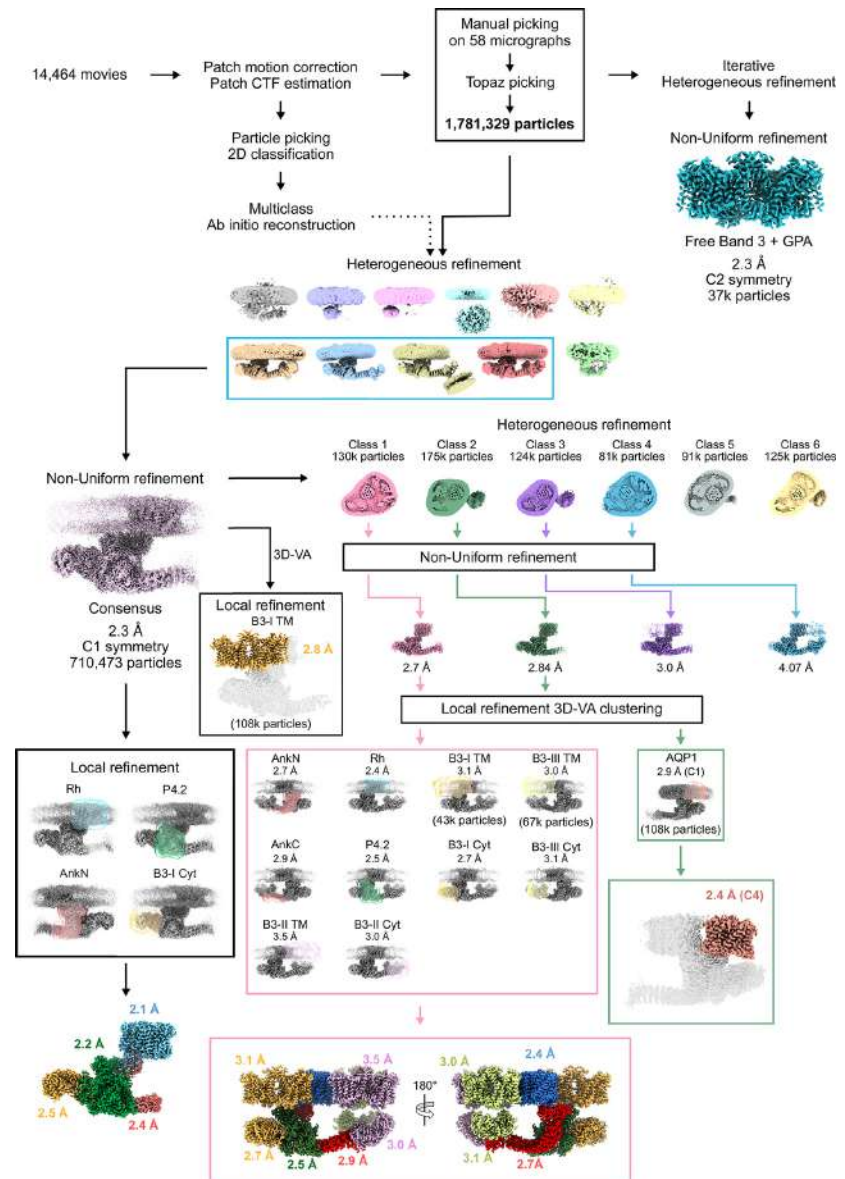 14,464 movies
Patch motion correction
Patch CTF estimation
Manual picking
on 58 micrographs
Topaz picking
1,781,329 particles
Iterative
Heterogeneous refinement
Particle picking
2D classification
Non-Uniform refinement
Multiclass
Ab initio reconstruction
Free Band 3 + GPA
2.3 Å
C2 symmetry
37k particles
Heterogeneous refinement
Heterogeneous refinement
Class 1
130k particles
Class 2
175k particles
Class 3
124k particles
Class 4
81k particles
Class 5
91k particles
Class 6
125k particles
Non-Uniform refinement
Non-Uniform refinement
3D-VA
Consensus
2.3 Å
C1 symmetry
710,473 particles
Local refinement
B3-I TM
2.8 Å
(108k particles)
2.7 Å
2.84 Å
3.0 Å
4.07 Å
Local refinement 3D-VA clustering
Local refinement
Rh
P4.2
AnkN
B3-I Cyt
AnkN
2.7 Å
Rh
2.4 Å
B3-I TM
3.1 Å
(43k particles)
B3-III TM
3.0 Å
(67k particles)
AnkC
2.9 Å
P4.2
2.5 Å
B3-I Cyt
2.7 Å
B3-III Cyt
3.1 Å
B3-II TM
3.5 Å
B3-II Cyt
3.0 Å
AQP1
2.9 Å (C1)
(108k particles)
2.4 Å (C4)
2.1 Å
2.2 Å
2.5 Å
2.4 Å
3.1 Å
3.5 Å
2.7 Å
2.5 Å
2.9 Å
3.0 Å
180°
3.0 Å
2.4 Å
3.1 Å
2.7Å